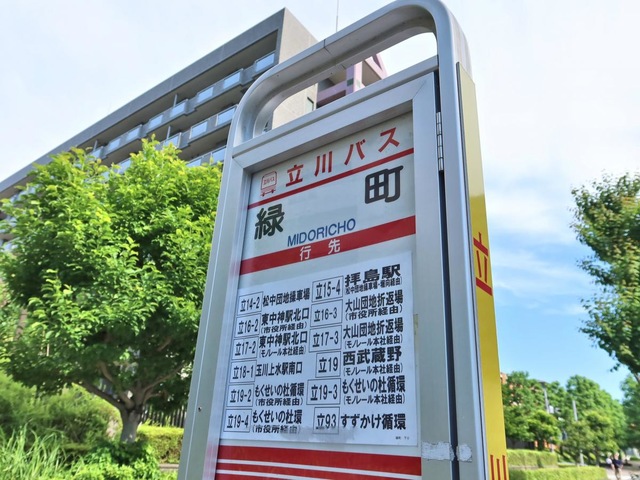 立川バス
緑町
MIDORICHO
行先
立14-2 松中団地操車場
立16-2 東中神駅北口
(市役所経由)
立17-2 東中神駅北口
(モノレール本社経由)
立18-1 玉川上水駅南口
立19-2 もくせいの杜循環
立19-4 もくせいの杜循環
(市役所経由)
立15-4 拝島駅
立16-3 大山団地折返場
(市役所経由)
立17-3 大山団地折返場
(モノレール本社経由)
立19 西武蔵野
立19-3 もくせいの杜循環
(モノレール本社経由)
立93 すずかけ循環
立
川